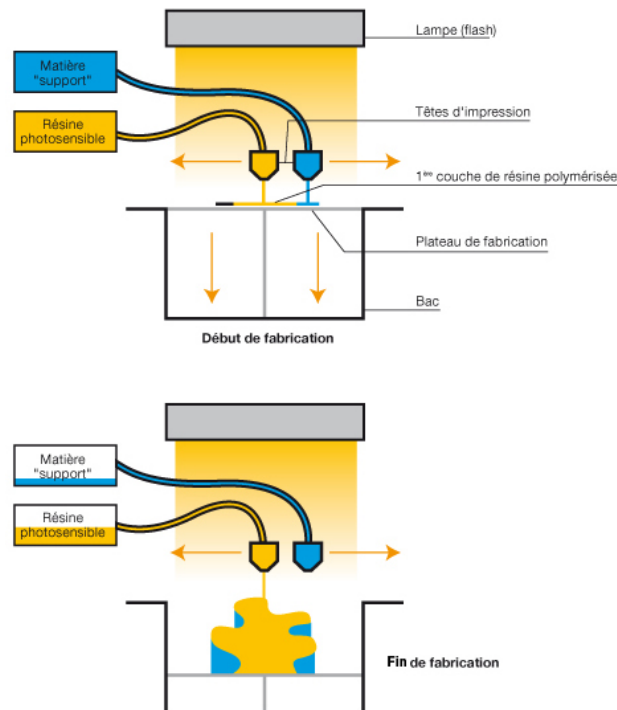 Lampe (flash)
Matière
"support"
Résine
photosensible
Têtes d'impression
1ère couche de résine polymérisée
Plateau de fabrication
Bac
Début de fabrication
Matière
"support"
Résine
photosensible
Fin de fabrication